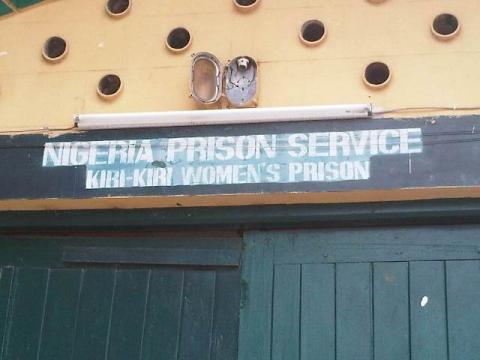 NIGERIA PRISON SERVICE
KIRI-KIRI WOMEN'S PRISON